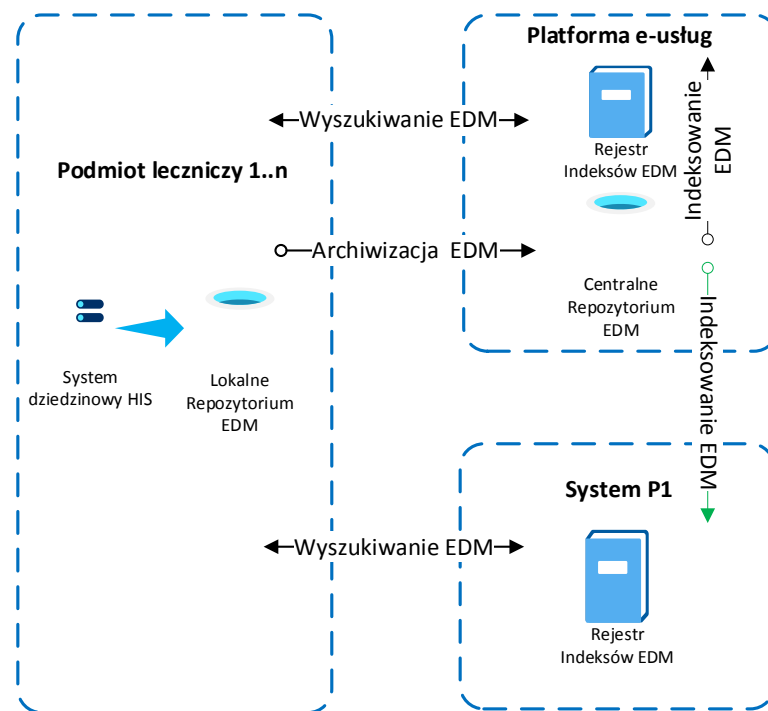 Platforma e-usług
Wyszukiwanie EDM
Rejestr
Indeksów EDM
Indeksowanie
EDM
Podmiot leczniczy 1..n
Archiwizacja EDM
Centralne
Repozytorium
EDM
Indeksowanie EDM
System
dziedzinowy HIS
Lokalne
Repozytorium
EDM
System P1
Wyszukiwanie EDM
Rejestr
Indeksów EDM